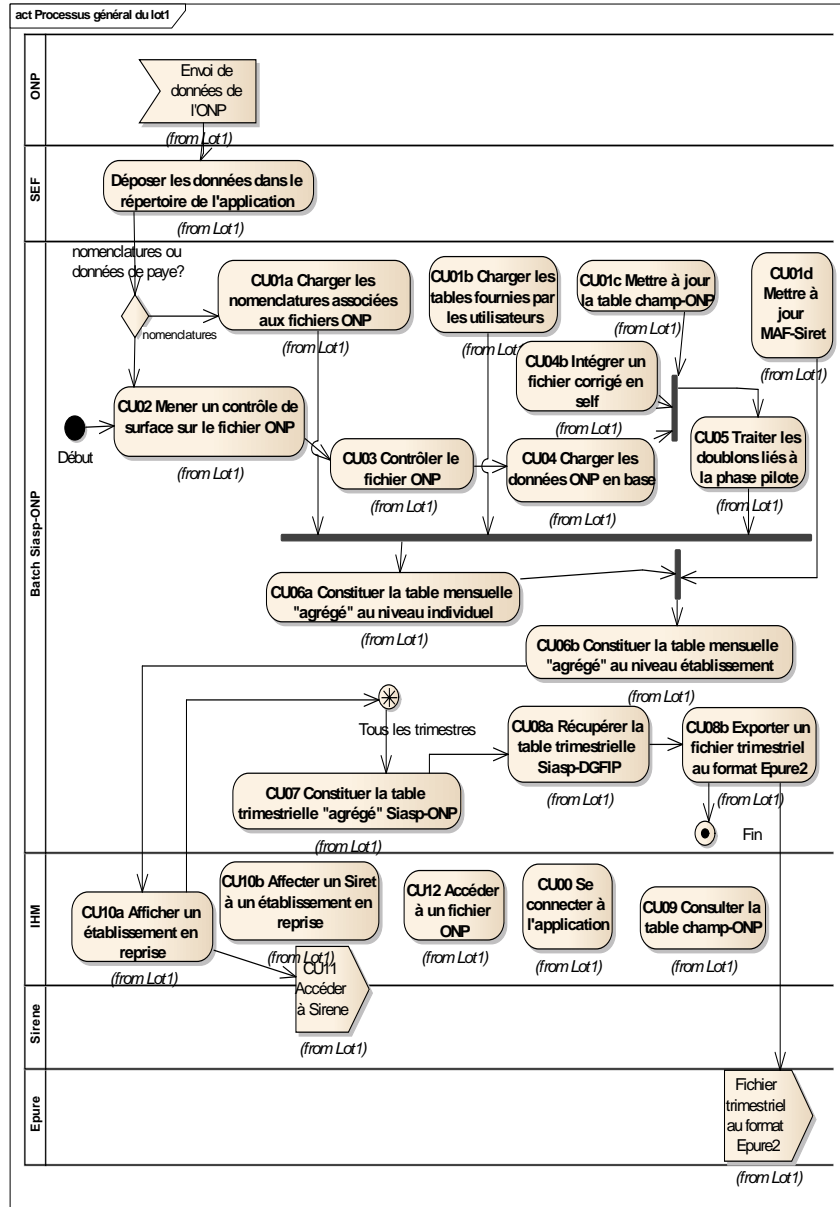 act Processus général du lot1
ONP
Envoi de
données de
l'ONP
(from Lot1)
SEF
Déposer les données dans le
répertoire de l'application
(from Lot1)
Batch Siasp-ONP
nomenclatures ou
données de paye?
nomenclatures
CU01a Charger les
nomenclatures associées
aux fichiers ONP
(from Lot1)
CU01b Charger les
tables fournies par
les utilisateurs
(from Lot1)
CU01c Mettre à jour
la table champ-ONP
(from Lot1)
CU01d
Mettre à
jour
MAF-Siret
(from Lot1)
CU04b Intégrer un
fichier corrigé en
self
(from Lot1)
Début
CU02 Mener un contrôle de
surface sur le fichier ONP
(from Lot1)
CU03 Contrôler le
fichier ONP
(from Lot1)
CU04 Charger les
données ONP en base
(from Lot1)
CU05 Traiter les
doublons liés à
la phase pilote
(from Lot1)
CU06a Constituer la table mensuelle
"agrégé" au niveau individuel
(from Lot1)
CU06b Constituer la table mensuelle
"agrégé" au niveau établissement
(from Lot1)
Tous les trimestres
CU07 Constituer la table
trimestrielle "agrégé" Siasp-ONP
(from Lot1)
CU08a Récupérer la
table trimestrielle
Siasp-DGFIP
(from Lot1)
CU08b Exporter un
fichier trimestriel
au format Epure2
(from Lot1)
Fin
IHM
CU10a Afficher un
établissement en
reprise
(from Lot1)
CU10b Affecter un Siret
à un établissement en
reprise
(from Lot1)
CU12 Accéder
à un fichier
ONP
(from Lot1)
CU00 Se
connecter à
l'application
(from Lot1)
CU09 Consulter la
table champ-ONP
(from Lot1)
Sirene
CU11
Accéder
à Sirene
(from Lot1)
Epure
Fichier
trimestriel
au format
Epure2
(from Lot1)